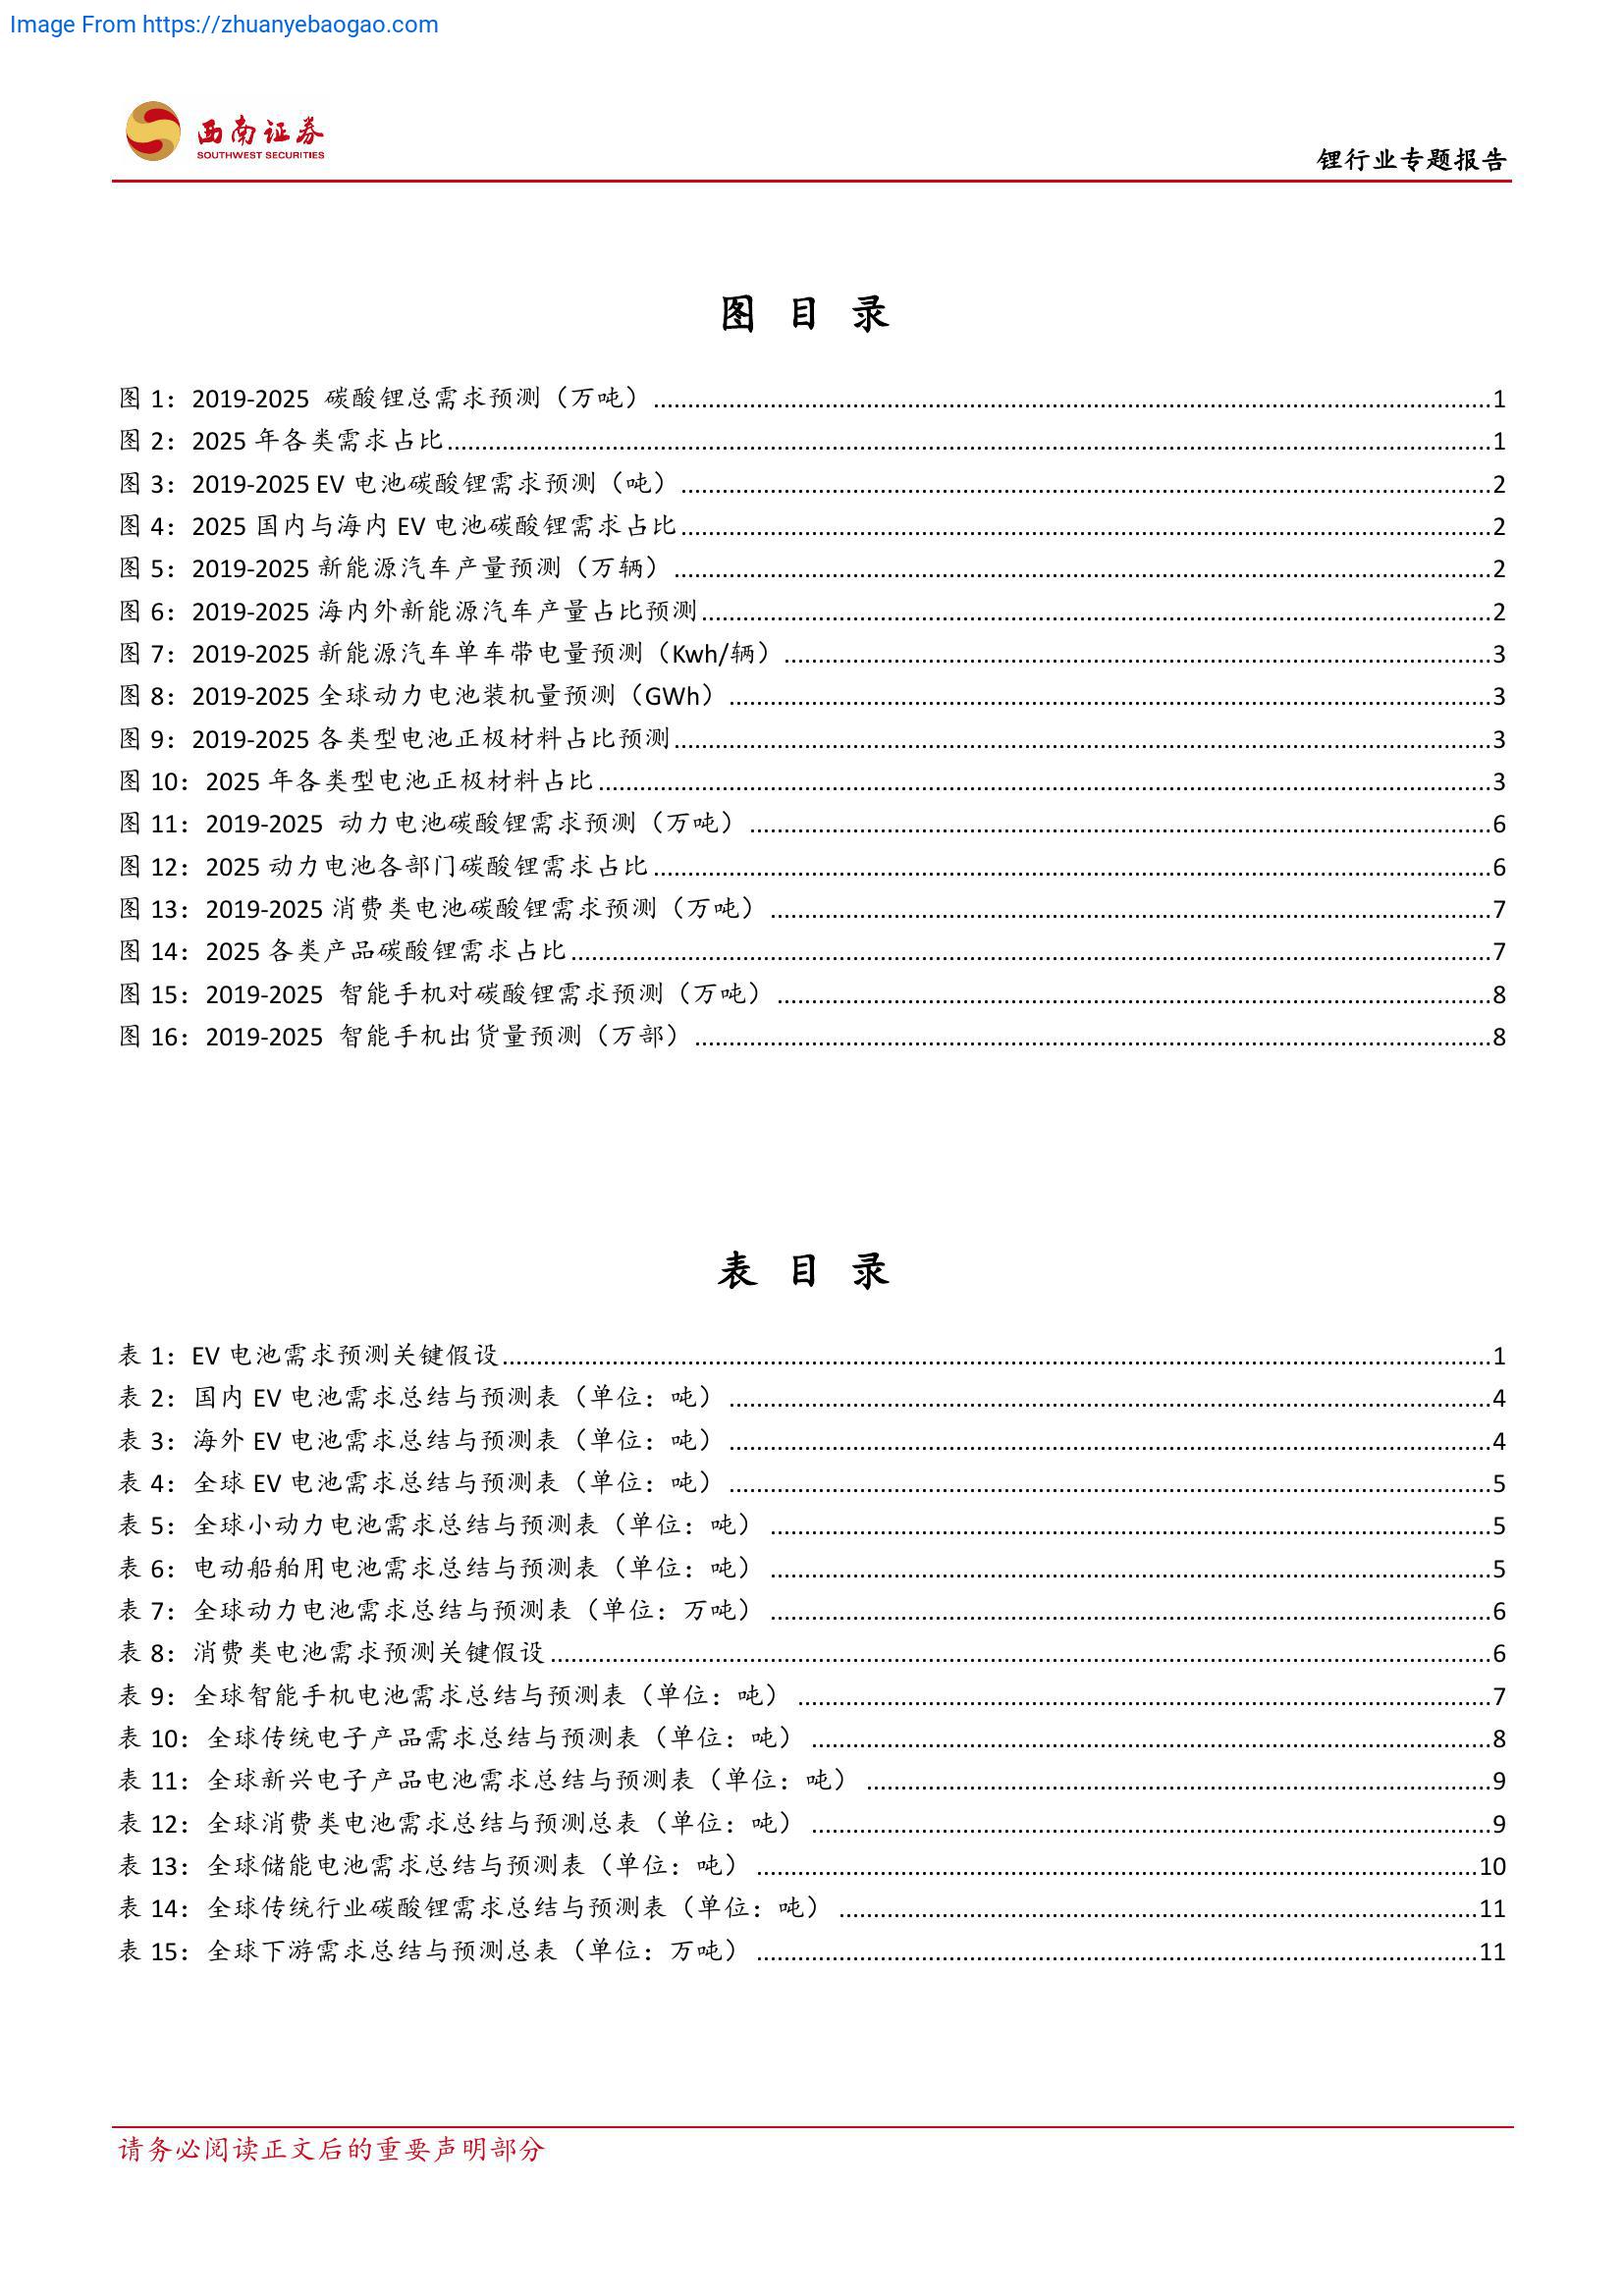 Image From https://zhuanyebaogao.com
西南证券
SOUTHWEST SECURITIES
锂行业专题报告
图 目 录
图 1：2019-2025 碳酸锂总需求预测（万吨）1
图 2：2025 年各类需求占比1
图 3：2019-2025 EV 电池碳酸锂需求预测（吨）2
图 4：2025 国内与海内 EV 电池碳酸锂需求占比2
图 5：2019-2025 新能源汽车产量预测（万辆）2
图 6：2019-2025 海内外新能源汽车产量占比预测2
图 7：2019-2025 新能源汽车单车带电量预测（Kwh/辆）3
图 8：2019-2025 全球动力电池装机量预测（GWh）3
图 9：2019-2025 各类型电池正极材料占比预测3
图 10：2025 年各类型电池正极材料占比3
图 11：2019-2025 动力电池碳酸锂需求预测（万吨）6
图 12：2025 动力电池各部门碳酸锂需求占比6
图 13：2019-2025 消费类电池碳酸锂需求预测（万吨）7
图 14：2025 各类产品碳酸锂需求占比7
图 15：2019-2025 智能手机对碳酸锂需求预测（万吨）8
图 16：2019-2025 智能手机出货量预测（万部）8
表 目 录
表 1：EV 电池需求预测关键假设1
表 2：国内 EV 电池需求总结与预测表（单位：吨）4
表 3：海外 EV 电池需求总结与预测表（单位：吨）4
表 4：全球 EV 电池需求总结与预测表（单位：吨）5
表 5：全球小动力电池需求总结与预测表（单位：吨）5
表 6：电动船舶用电池需求总结与预测表（单位：吨）5
表 7：全球动力电池需求总结与预测表（单位：万吨）6
表 8：消费类电池需求预测关键假设6
表 9：全球智能手机电池需求总结与预测表（单位：吨）7
表 10：全球传统电子产品需求总结与预测表（单位：吨）8
表 11：全球新兴电子产品电池需求总结与预测表（单位：吨）9
表 12：全球消费类电池需求总结与预测总表（单位：吨）9
表 13：全球储能电池需求总结与预测表（单位：吨）10
表 14：全球传统行业碳酸锂需求总结与预测表（单位：吨）11
表 15：全球下游需求总结与预测总表（单位：万吨）11
请务必阅读正文后的重要声明部分